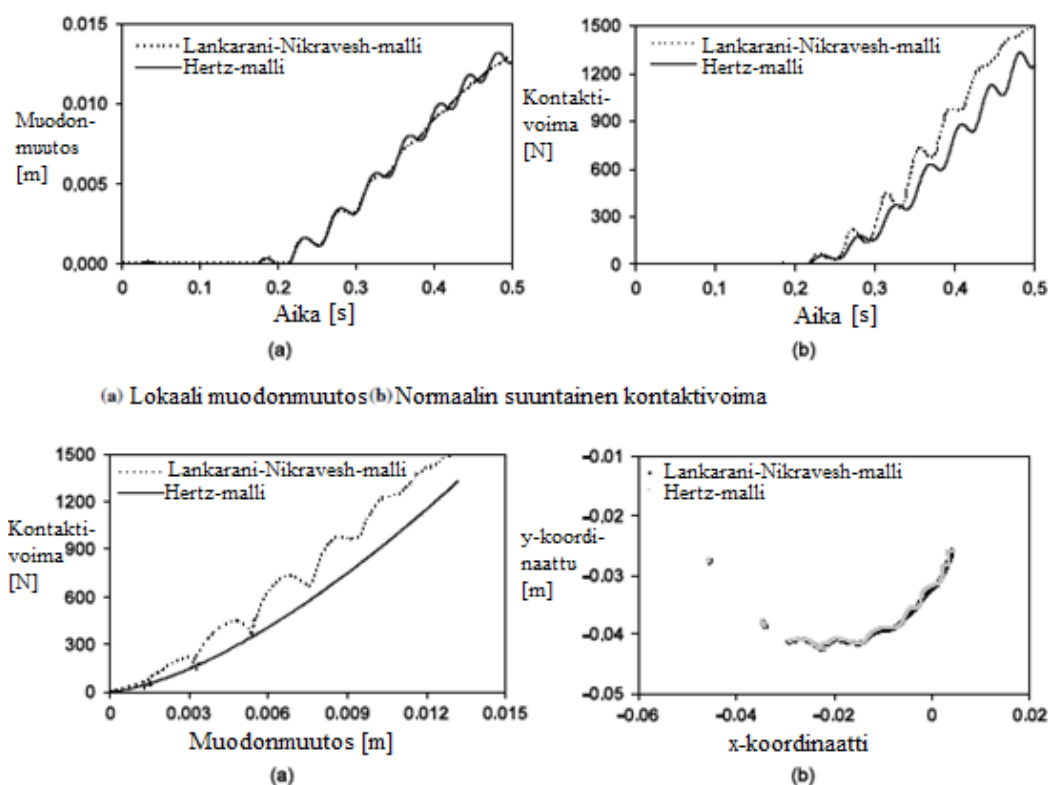 0.015
0.010
0.005
0,000
Muodon-
muutos
[m]
Lankarani-Nikravesh-malli
Hertz-malli
0
0,1
0,2
0,3
0,4
0.5
Aika [s]
(a)
1500
1200
900
600
300
0
Kontakti-
voima
[N]
Lankarani-Nikravesh-malli
Hertz-malli
0
0,1
0,2
0,3
0,4
0,5
Aika [s]
(b)
(a) Lokaali muodonmuutos (b) Normaalin suuntainen kontaktivoima
1500
1200
900
600
300
0
Kontakti-
voima
[N]
Lankarani-Nikravesh-malli
Hertz-malli
0
0.003
0.006
0.009
0.012
0.015
Muodonmuutos [m]
(a)
-0.01
-0.02
-0.03
-0.04
-0.05
y-koordi-
naattu
[m]
Lankarani-Nikravesh-malli
Hertz-malli
-0.06
-0.04
-0.02
0
0.02
x-koordinaatti
(b)